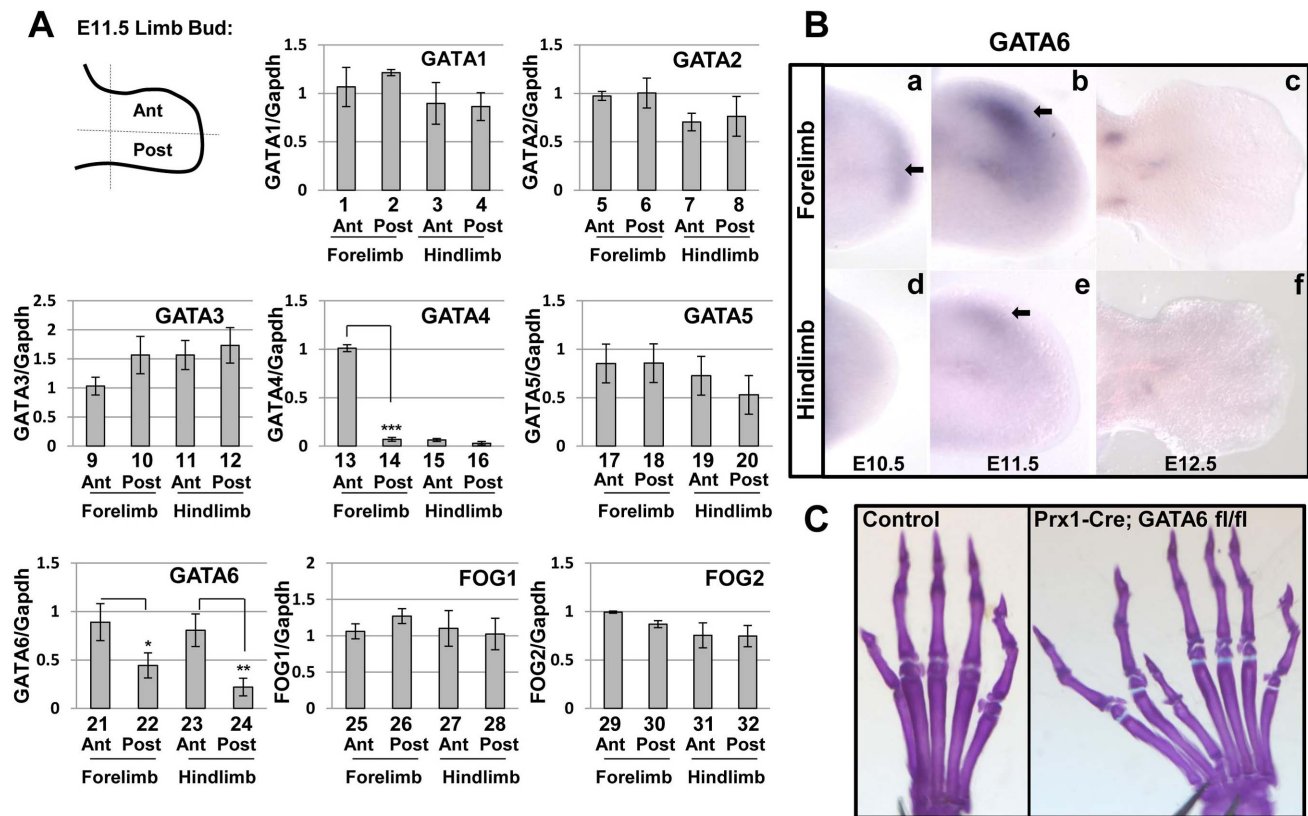 A
E11.5 Limb Bud:
Ant
Post
GATA1
GATA1/Gapdh
1.5
1
0.5
0
1 2 3 4
Ant Post Ant Post
Forelimb Hindlimb
GATA2
GATA2/Gapdh
1.5
1
0.5
0
5 6 7 8
Ant Post Ant Post
Forelimb Hindlimb
GATA3
GATA3/Gapdh
2.5
2
1.5
1
0.5
0
9 10 11 12
Ant Post Ant Post
Forelimb Hindlimb
GATA4
GATA4/Gapdh
1.5
1
0.5
0
***
13 14 15 16
Ant Post Ant Post
Forelimb Hindlimb
GATA5
GATA5/Gapdh
1.5
1
0.5
0
17 18 19 20
Ant Post Ant Post
Forelimb Hindlimb
GATA6
GATA6/Gapdh
1.5
1
0.5
0
*
**
21 22 23 24
Ant Post Ant Post
Forelimb Hindlimb
FOG1
FOG1/Gapdh
2
1.5
1
0.5
0
25 26 27 28
Ant Post Ant Post
Forelimb Hindlimb
FOG2
FOG2/Gapdh
1.5
1
0.5
0
29 30 31 32
Ant Post Ant Post
Forelimb Hindlimb
B
GATA6
Forelimb
a b c
Hindlimb
d e f
E10.5 E11.5 E12.5
C
Control
Prx1-Cre; GATA6 fl/fl